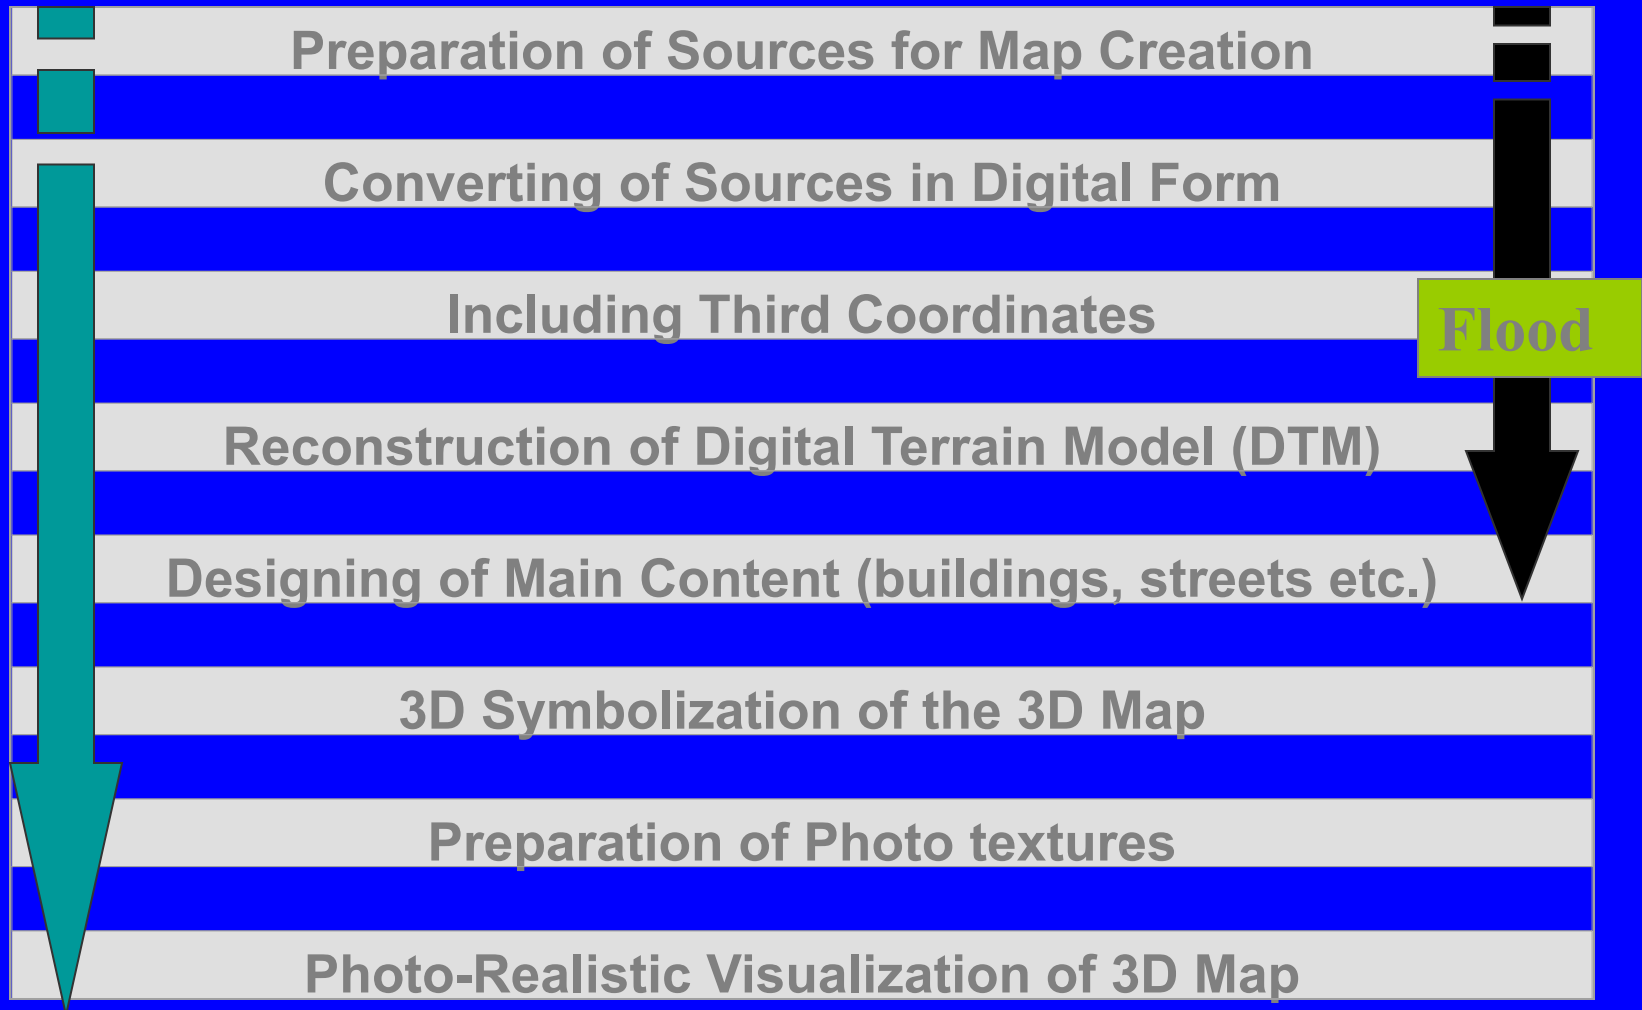 Preparation of Sources for Map Creation
Converting of Sources in Digital Form
Including Third Coordinates
Flood
Reconstruction of Digital Terrain Model (DTM)
Designing of Main Content (buildings, streets etc.)
3D Symbolization of the 3D Map
Preparation of Photo textures
Photo-Realistic Visualization of 3D Map